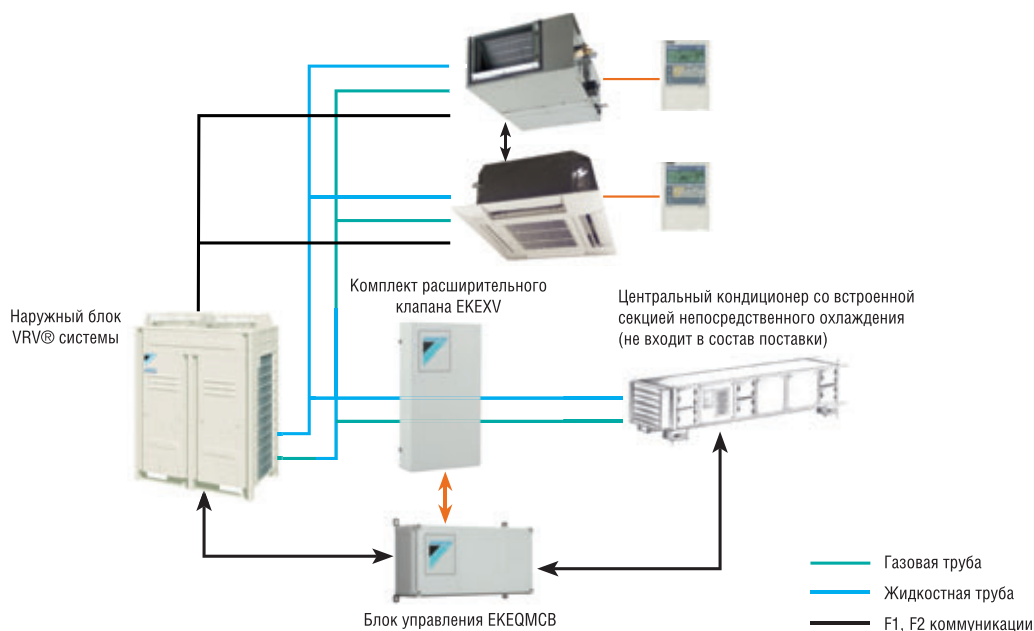 Комплект расширительного
клапана EKEXV
Центральный кондиционер со встроенной
секцией непосредственного охлаждения
(не входит в состав поставки)
Наружный блок
VRV® системы
Блок управления EKEQMCB
Газовая труба
Жидкостная труба
F1, F2 коммуникации